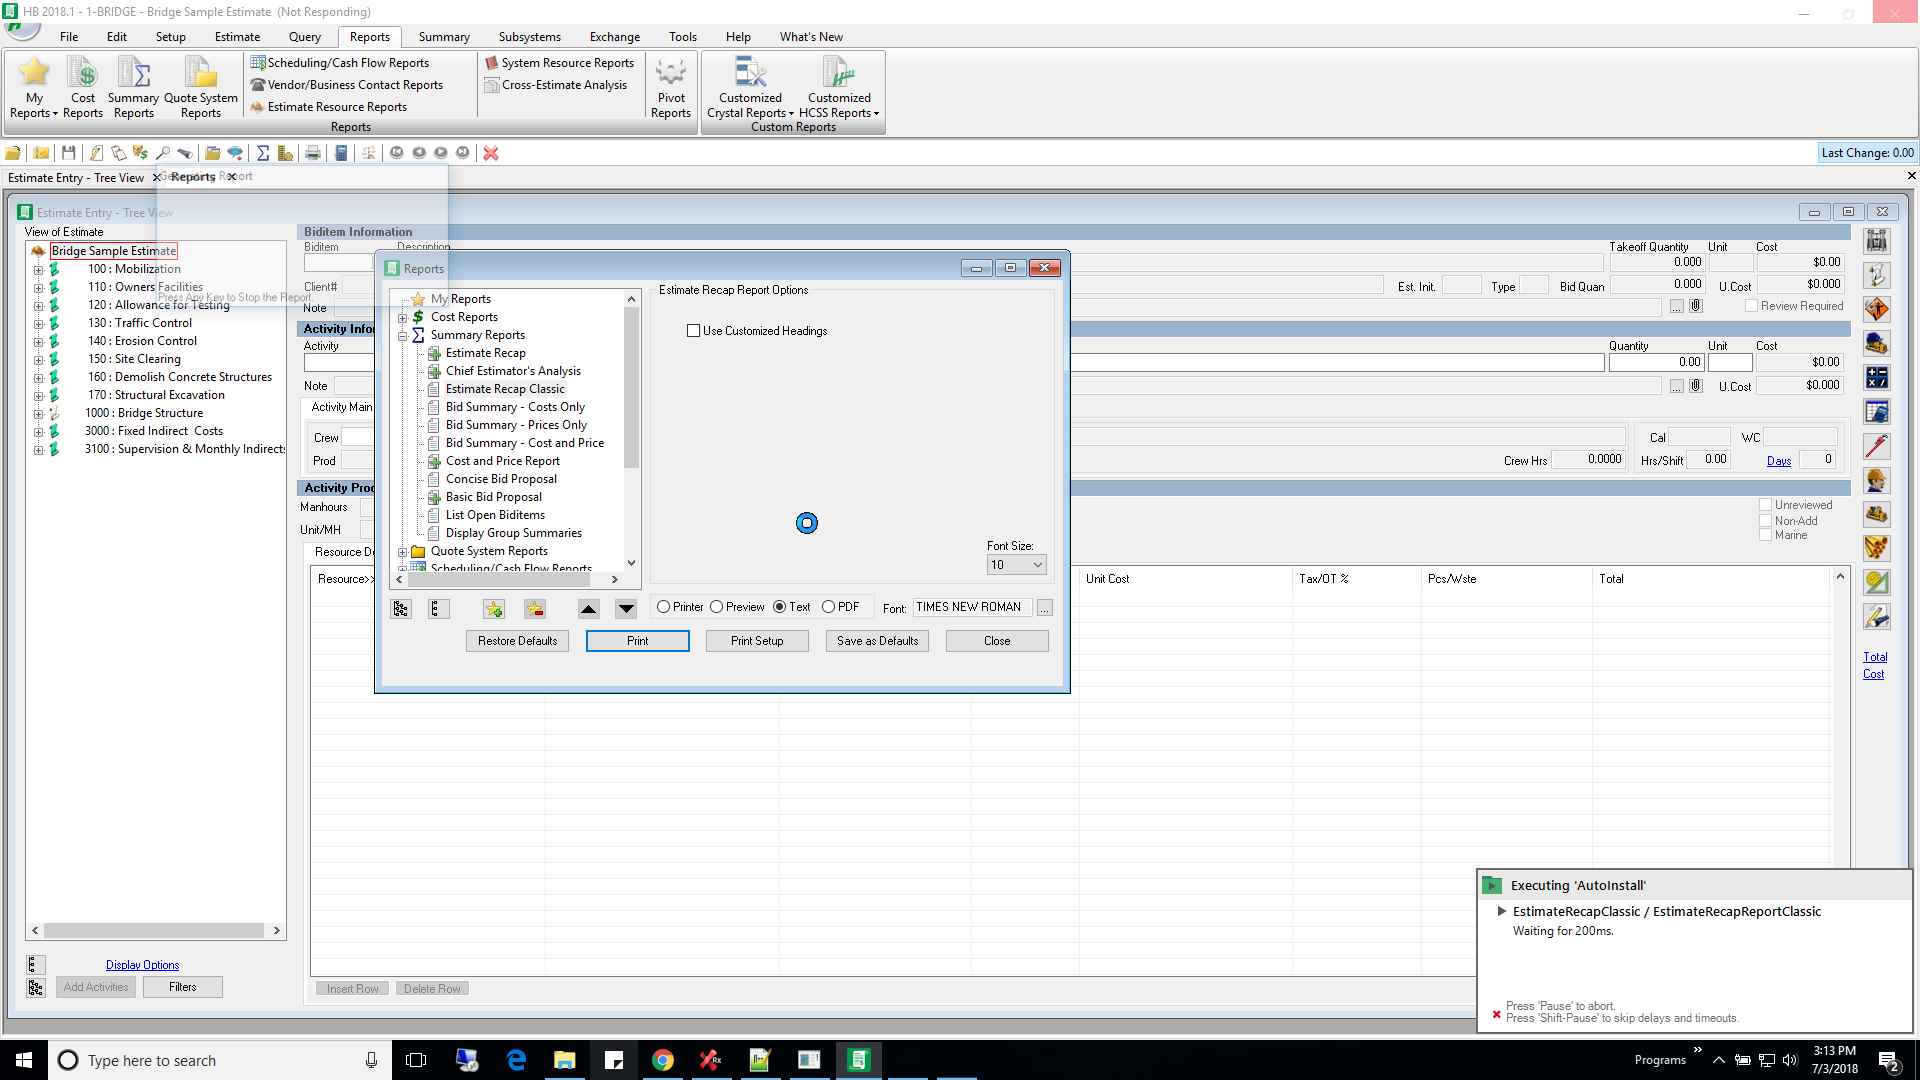 HB 2018.1 - 1-BRIDGE - Bridge Sample Estimate (Not Responding)
File Edit Setup Estimate Query Reports Summary Subsystems Exchange Tools Help What's New
My Reports
Cost Reports
Summary Reports
Quote System Reports
Scheduling/Cash Flow Reports
Vendor/Business Contact Reports
Estimate Resource Reports
System Resource Reports
Cross-Estimate Analysis
Pivot Reports
Customized Crystal Reports
Customized HCSS Reports
Reports
Custom Reports
Last Change: 0.00
Estimate Entry - Tree View
Reports
Report
Estimate Entry - Tree View
View of Estimate
Bridge Sample Estimate
100 : Mobilization
110 : Owners Facilities
Press Any Key to Stop the Report.
120 : Allowance for Testing
130 : Traffic Control
140 : Erosion Control
150 : Site Clearing
160 : Demolish Concrete Structures
170 : Structural Excavation
1000 : Bridge Structure
3000 : Fixed Indirect Costs
3100 : Supervision & Monthly Indirects
Display Options
Add Activities
Filters
Biditem Information
Biditem Description
Takeoff Quantity Unit Cost
0.000 $0.00
Client#
Est. Init. Type Bid Quan 0.000 U.Cost $0.000
Note
Review Required
Activity Infor
Activity
Quantity Unit Cost
0.00 $0.00
Note
U.Cost $0.000
Activity Main
Crew
Cal WC
Prod
Crew Hrs 0.0000 Hrs/Shift 0.00 Days 0
Activity Proc
Manhours
Unit/MH
Unreviewed
Non-Add
Marine
Resource De
Resource>> Unit Cost Tax/OT % Pcs/Wste Total
Insert Row
Delete Row
Total
Cost
Reports
My Reports
Cost Reports
Summary Reports
Estimate Recap
Chief Estimator's Analysis
Estimate Recap Classic
Bid Summary - Costs Only
Bid Summary - Prices Only
Bid Summary - Cost and Price
Cost and Price Report
Concise Bid Proposal
Basic Bid Proposal
List Open Biditems
Display Group Summaries
Quote System Reports
Scheduling/Cash Flow Reports
Estimate Recap Report Options
Use Customized Headings
Font Size:
10
Printer Preview Text PDF Font: TIMES NEW ROMAN ...
Restore Defaults
Print
Print Setup
Save as Defaults
Close
Executing 'AutoInstall'
EstimateRecapClassic / EstimateRecapReportClassic
Waiting for 200ms.
Press 'Pause' to abort.
Press 'Shift-Pause' to skip delays and timeouts.
Type here to search
Programs
3:13 PM
7/3/2018
2